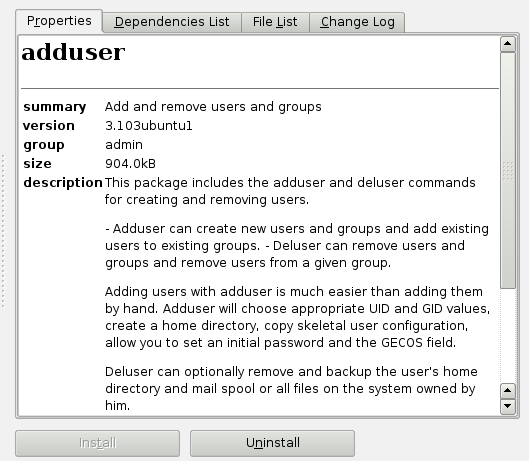 Properties Dependencies List File List Change Log
adduser
summary Add and remove users and groups
version 3.103ubuntu1
group admin
size 904.0kB
description This package includes the adduser and deluser commands
for creating and removing users.
- Adduser can create new users and groups and add existing
users to existing groups. - Deluser can remove users and
groups and remove users from a given group.
Adding users with adduser is much easier than adding them
by hand. Adduser will choose appropriate UID and GID values,
create a home directory, copy skeletal user configuration,
allow you to set an initial password and the GECOS field.
Deluser can optionally remove and backup the user's home
directory and mail spool or all files on the system owned by
him.
Install Uninstall